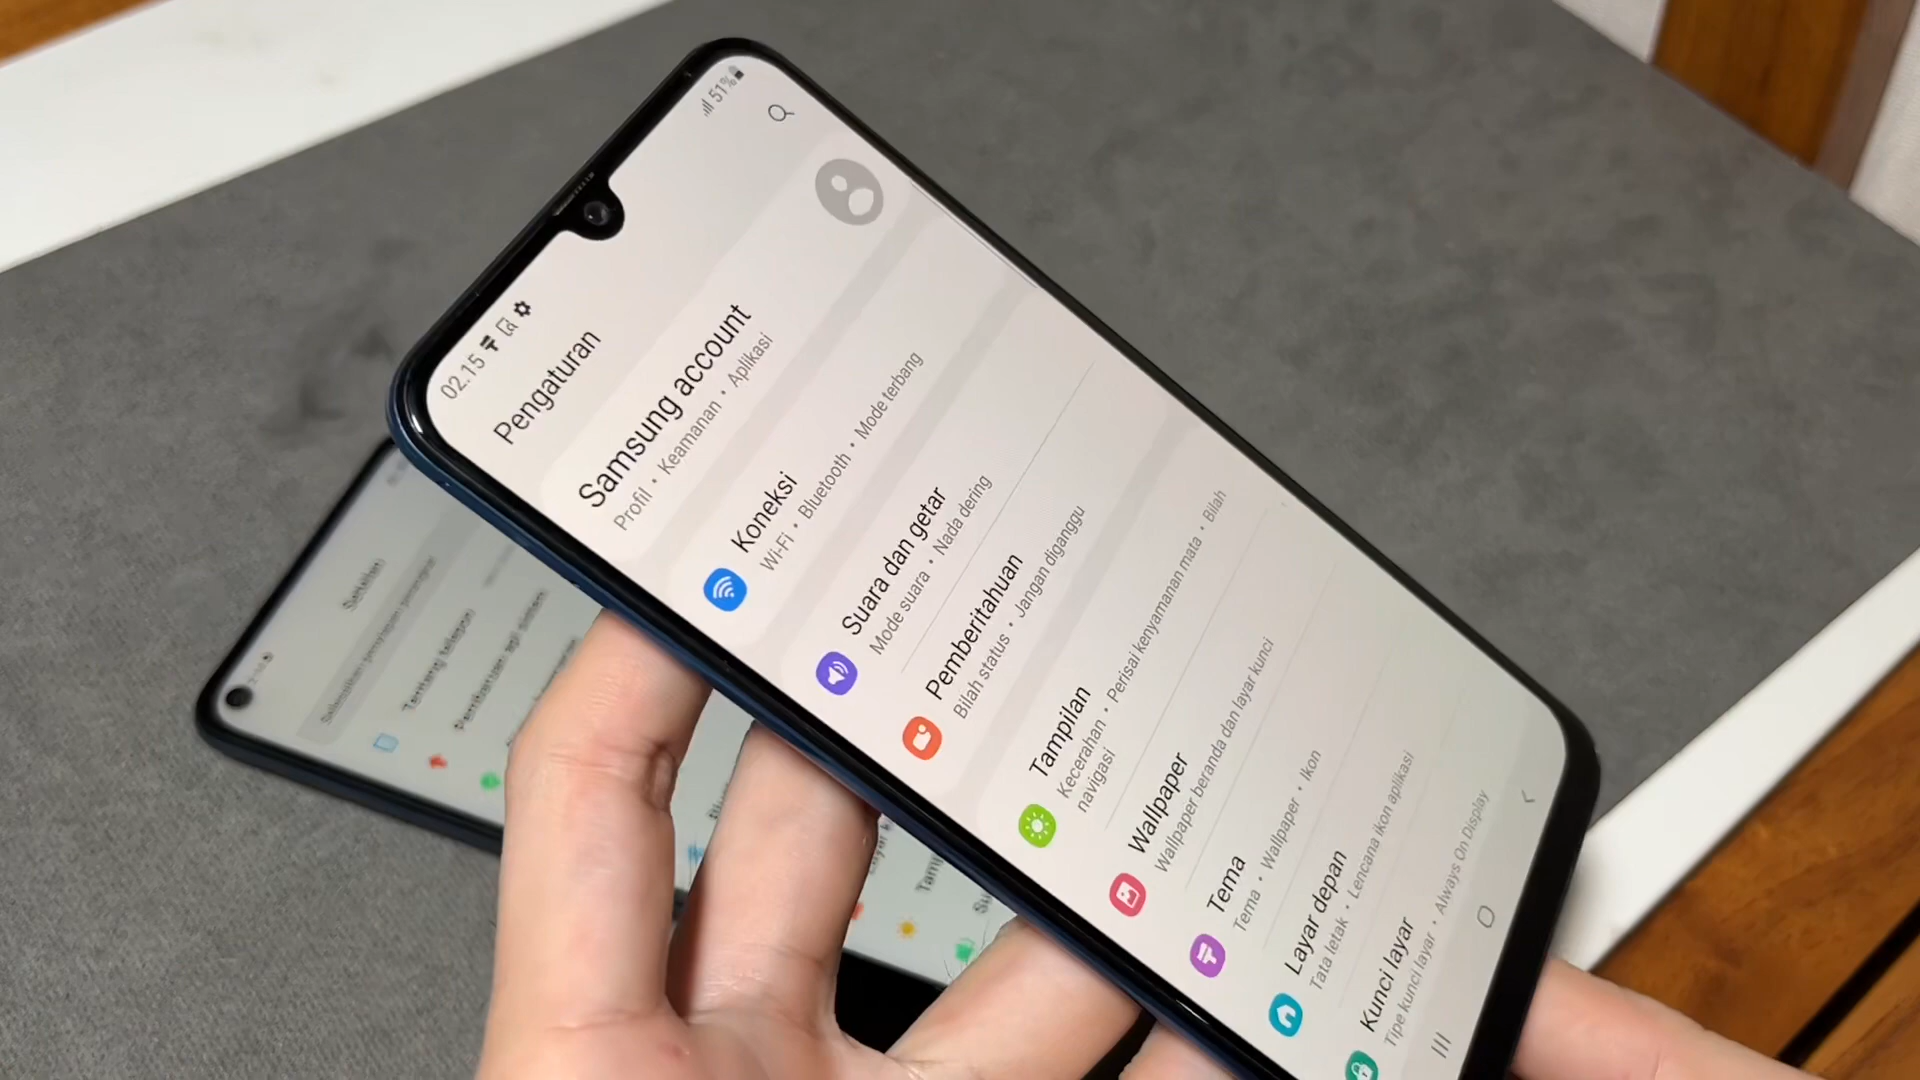 02.15
51%
Pengaturan
Samsung account
Profil • Keamanan • Aplikasi
Koneksi
Wi-Fi • Bluetooth • Mode terbang
Suara dan getar
Mode suara • Nada dering
Pemberitahuan
Bilah status • Jangan diganggu
Tampilan
Kecerahan • Perisai kenyamanan mata • Bilah
navigasi
Wallpaper
Wallpaper beranda dan layar kunci
Tema
Tema • Wallpaper • Ikon
Layar depan
Tata letak • Lencana ikon aplikasi
Kunci layar
Tipe kunci layar • Always On Display
Setelan
Tentang telepon